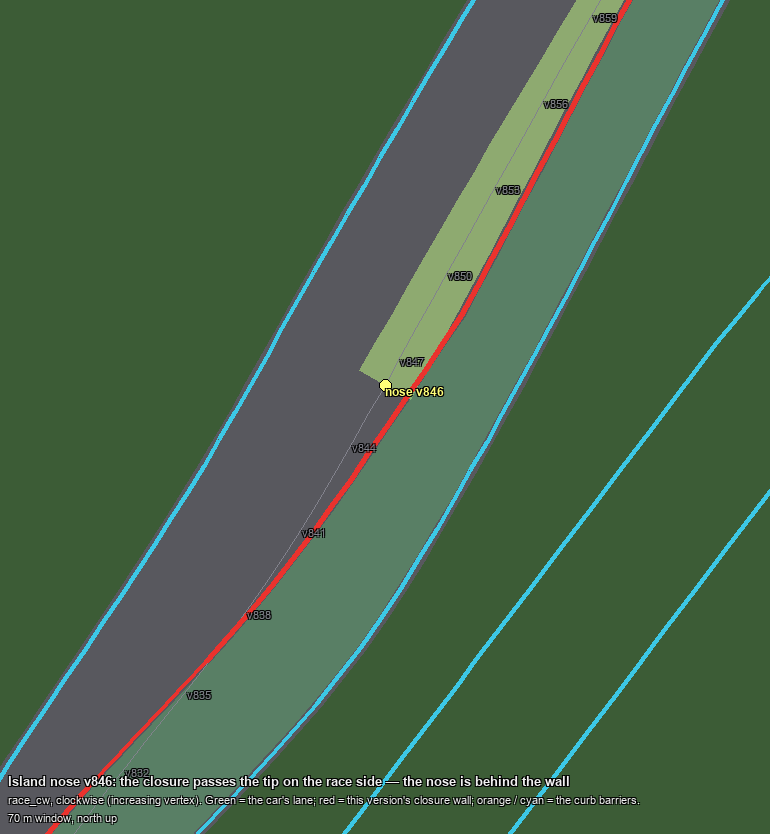 v859
v856
v853
v850
v847
nose v846
v844
v841
v838
v835
v832
Island nose v846: the closure passes the tip on the race side — the nose is behind the wall
race_cw, clockwise (increasing vertex). Green = the car's lane; red = this version's closure wall; orange / cyan = the curb barriers.
70 m window, north up